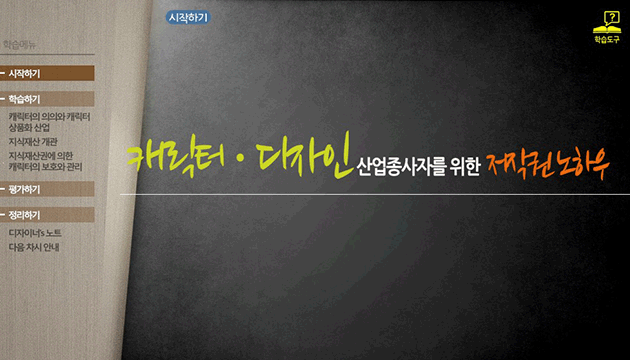 시작하기
학습도구
학습메뉴
시작하기
학습하기
캐릭터의 의의와 캐릭터
상품화 산업
지식재산 개관
지식재산권에 의한
캐릭터의 보호와 관리
평가하기
정리하기
디자이너's 노트
다음 차시 안내
캐릭터 · 디자인 산업종사자를 위한 저작권 노하우